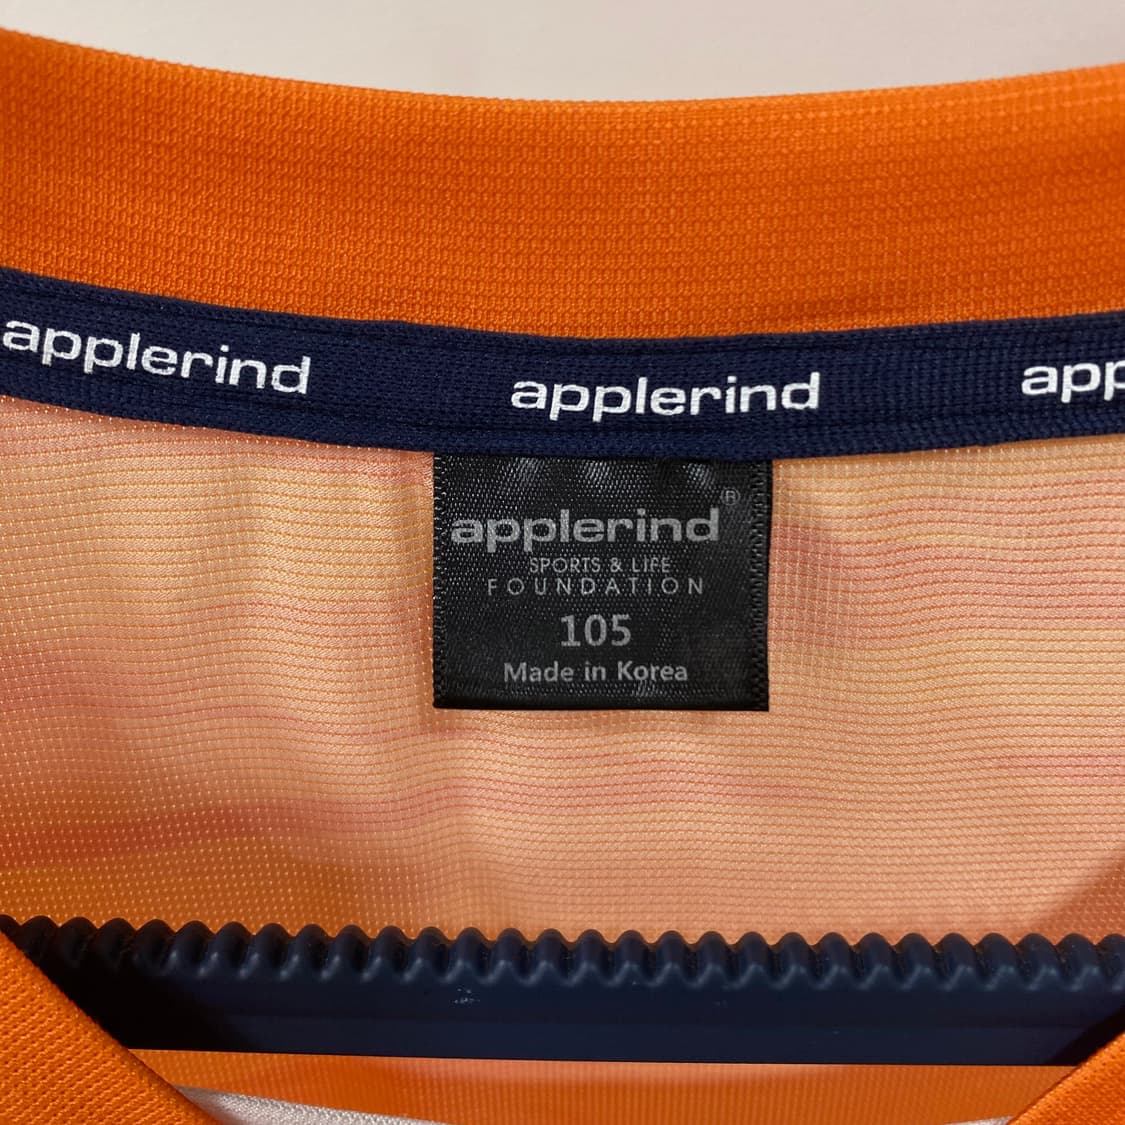 applerind applerind app
applerind®
SPORTS & LIFE
FOUNDATION
105
Made in Korea